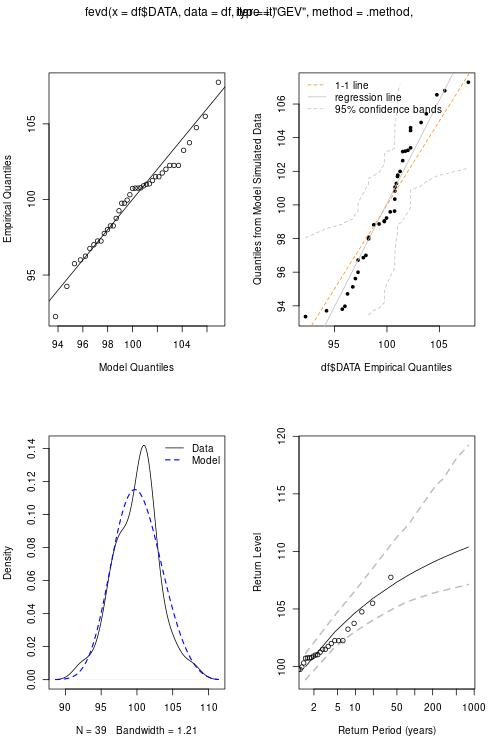 fevd(x = df$DATA, data = df, type = "GEV", method = .method,
105
100
95
Empirical Quantiles
94 96 98 100 104
Model Quantiles
1-1 line
regression line
95% confidence bands
106
104
102
100
98
96
94
Quantiles from Model Simulated Data
95 100 105
df$DATA Empirical Quantiles
Data
Model
0.14
0.12
0.10
0.08
0.06
0.04
0.02
0.00
Density
90 95 100 105 110
N = 39 Bandwidth = 1.21
120
115
110
105
100
Return Level
2 5 10 50 200 1000
Return Period (years)